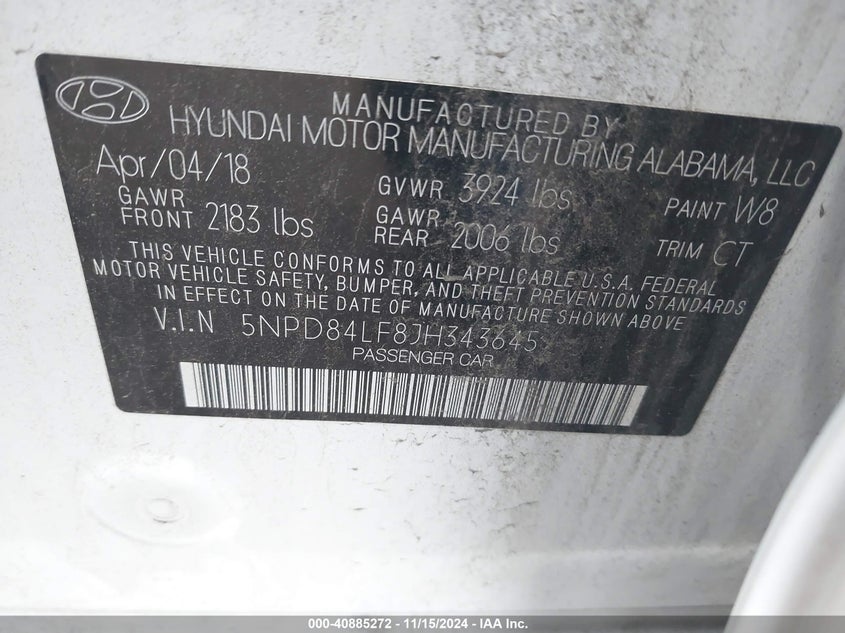 MANUFACTURED BY
HYUNDAI MOTOR MANUFACTURING ALABAMA, LLC
Apr/04/18 GVWR 3924 lbs PAINT W8
GAWR FRONT 2183 lbs GAWR REAR 2006 lbs TRIM CT
THIS VEHICLE CONFORMS TO ALL APPLICABLE U.S.A. FEDERAL
MOTOR VEHICLE SAFETY, BUMPER, AND THEFT PREVENTION STANDARDS
IN EFFECT ON THE DATE OF MANUFACTURE SHOWN ABOVE.
V.I.N 5NPD84LF8JH343645
PASSENGER CAR
000-40885272 - 11/15/2024 - IAA Inc.